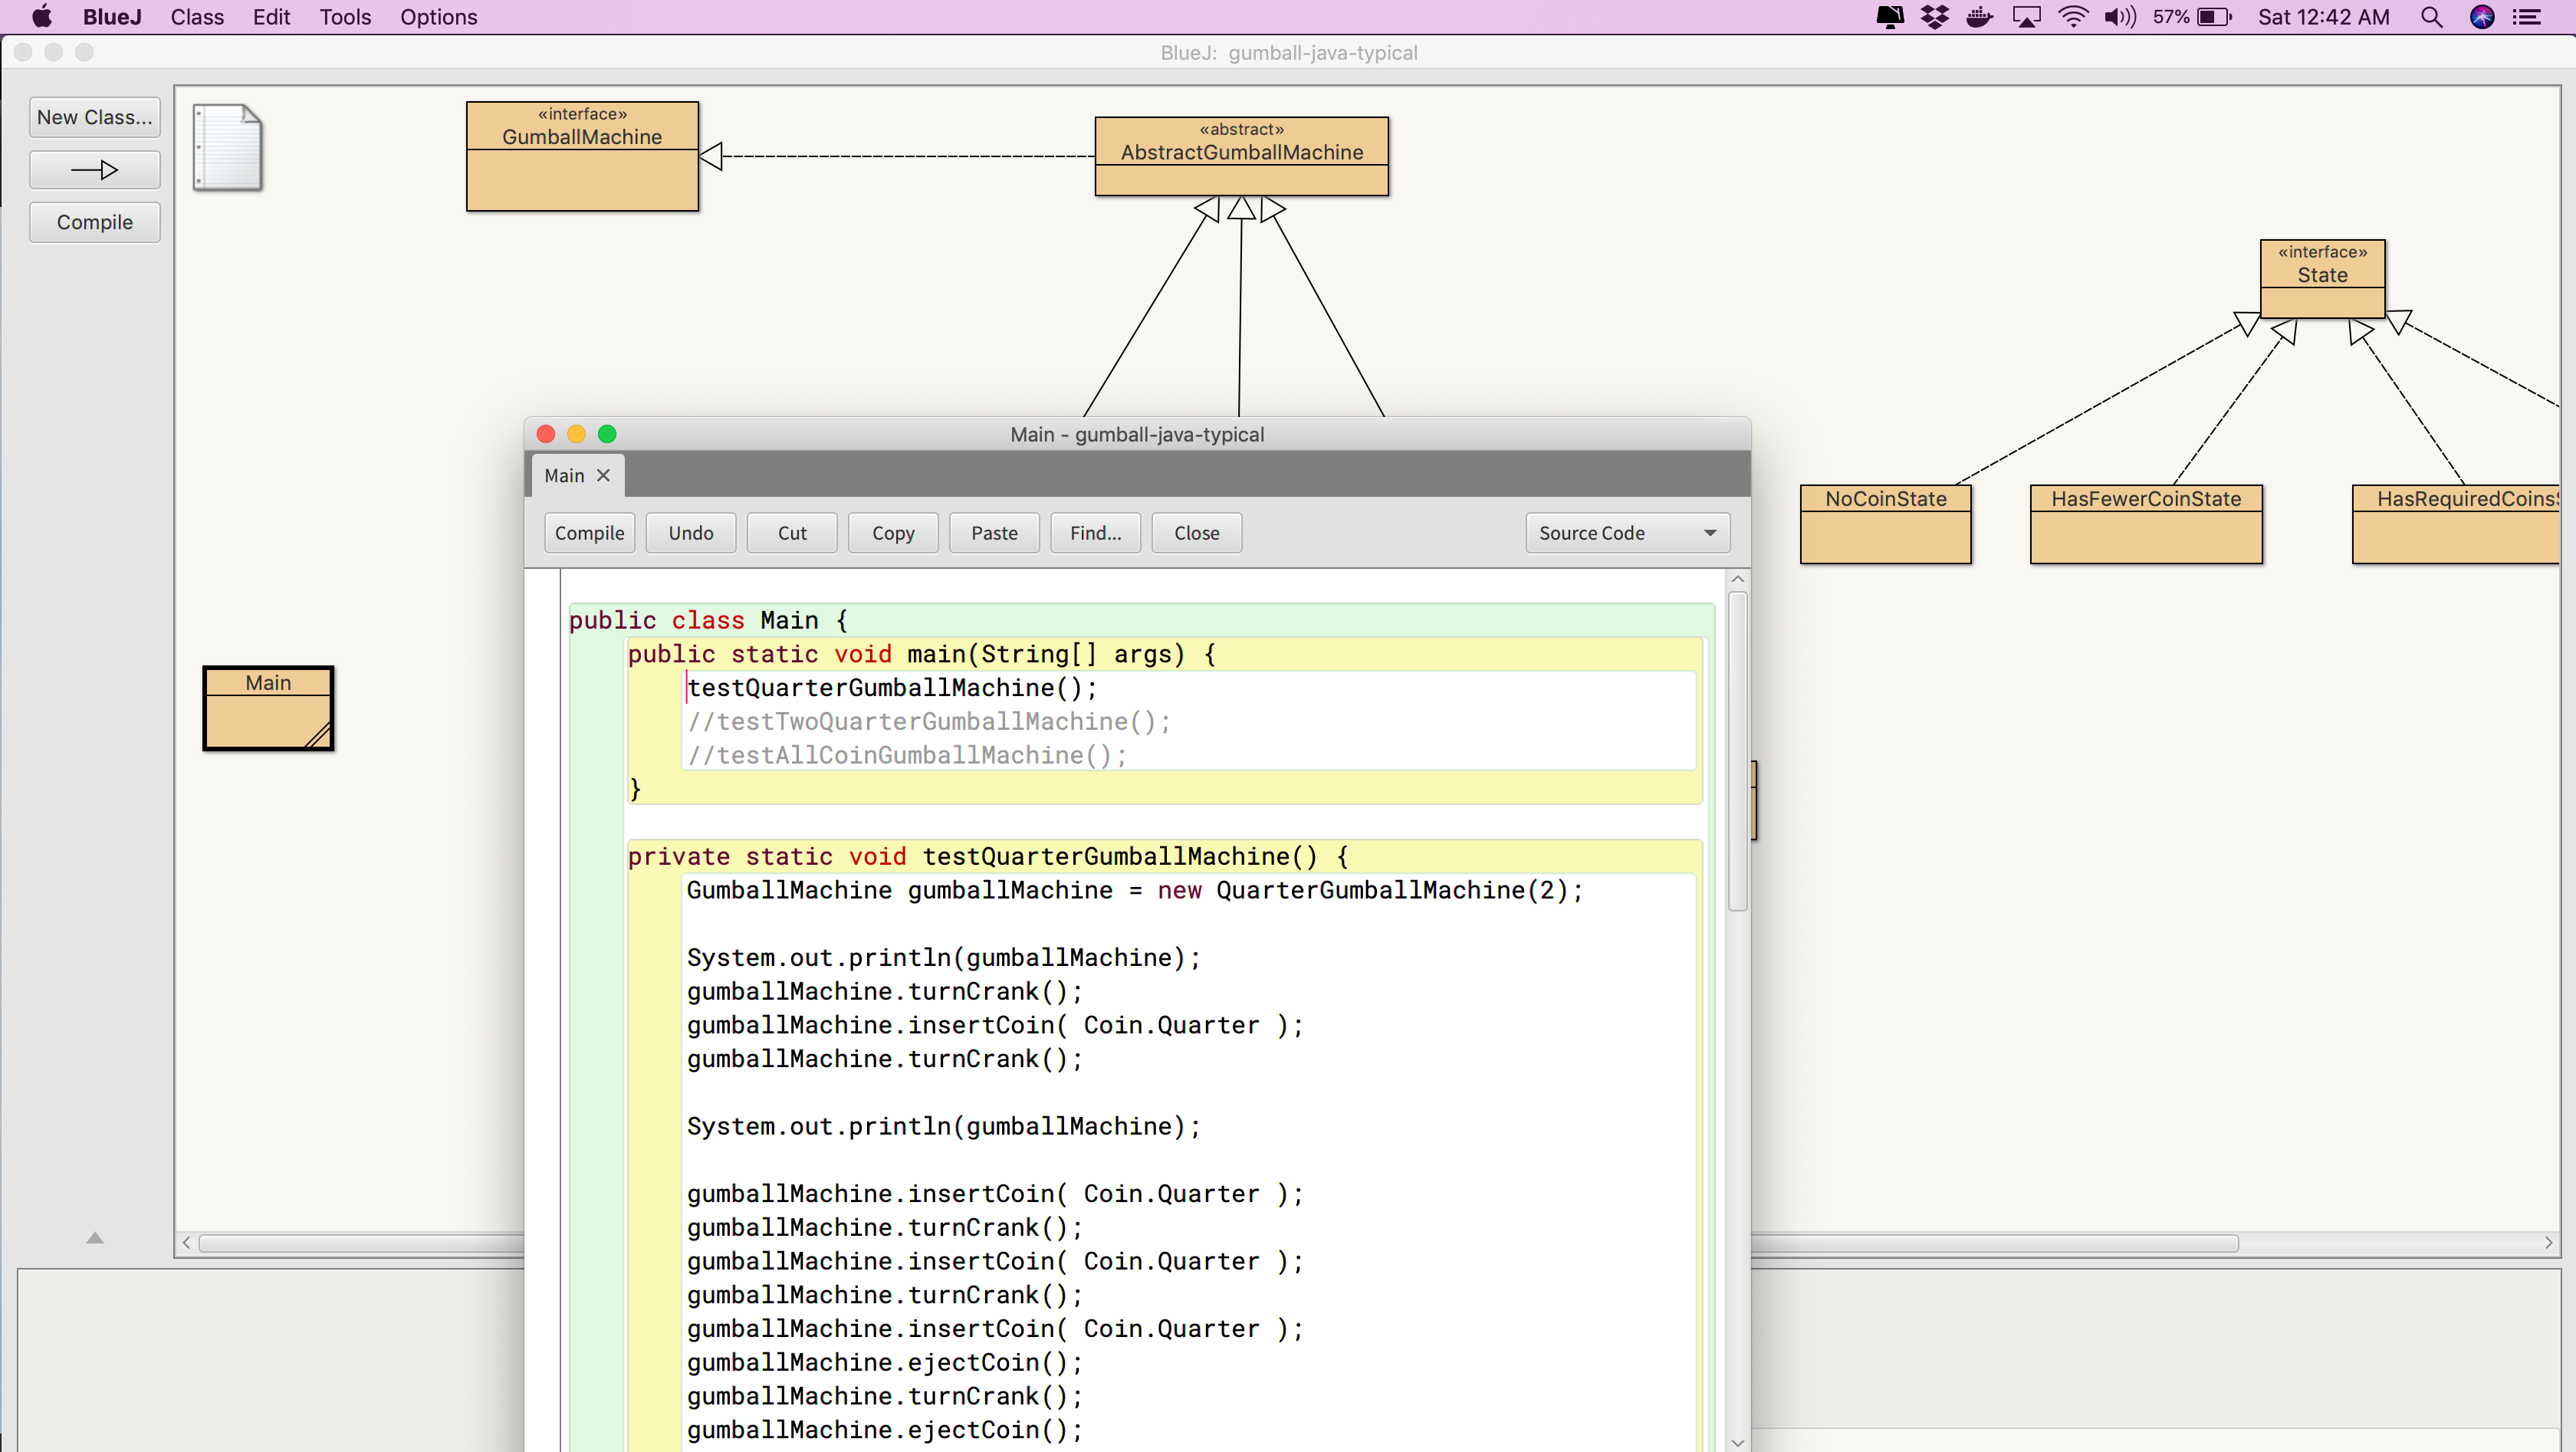 BlueJ Class Edit Tools Options
57% Sat 12:42 AM
BlueJ: gumball-java-typical
New Class...
Compile
«interface»
GumballMachine
«abstract»
AbstractGumballMachine
«interface»
State
NoCoinState
HasFewerCoinState
HasRequiredCoins
Main
Main - gumball-java-typical
Main
Compile Undo Cut Copy Paste Find... Close Source Code
public class Main {
public static void main(String[] args) {
testQuarterGumballMachine();
//testTwoQuarterGumballMachine();
//testAllCoinGumballMachine();
}
private static void testQuarterGumballMachine() {
GumballMachine gumballMachine = new QuarterGumballMachine(2);
System.out.println(gumballMachine);
gumballMachine.turnCrank();
gumballMachine.insertCoin( Coin.Quarter );
gumballMachine.turnCrank();
System.out.println(gumballMachine);
gumballMachine.insertCoin( Coin.Quarter );
gumballMachine.turnCrank();
gumballMachine.insertCoin( Coin.Quarter );
gumballMachine.turnCrank();
gumballMachine.insertCoin( Coin.Quarter );
gumballMachine.ejectCoin();
gumballMachine.turnCrank();
gumballMachine.ejectCoin();